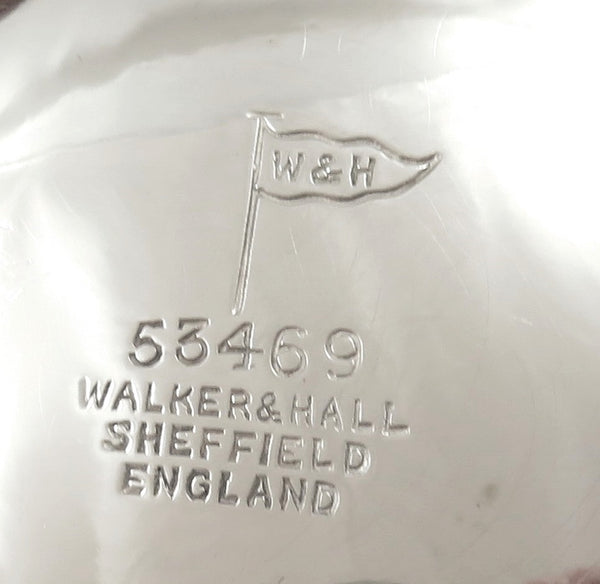 W & H
53469
WALKER & HALL
SHEFFIELD
ENGLAND